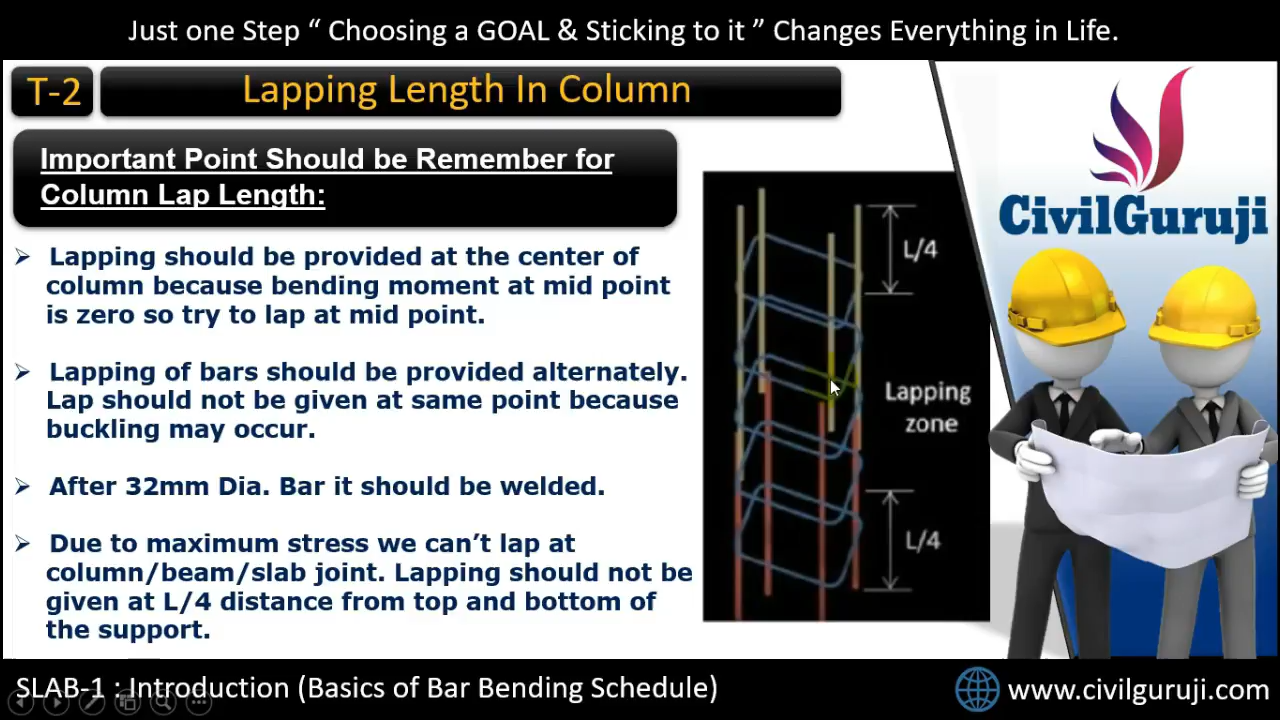 Just one Step “ Choosing a GOAL & Sticking to it ” Changes Everything in Life.
T-2
Lapping Length In Column
Important Point Should be Remember for
Column Lap Length:
➢ Lapping should be provided at the center of
column because bending moment at mid point
is zero so try to lap at mid point.
➢ Lapping of bars should be provided alternately.
Lap should not be given at same point because
buckling may occur.
➢ After 32mm Dia. Bar it should be welded.
➢ Due to maximum stress we can’t lap at
column/beam/slab joint. Lapping should not be
given at L/4 distance from top and bottom of
the support.
L/4
Lapping
zone
L/4
CivilGuruji
SLAB-1 : Introduction (Basics of Bar Bending Schedule)
www.civilguruji.com